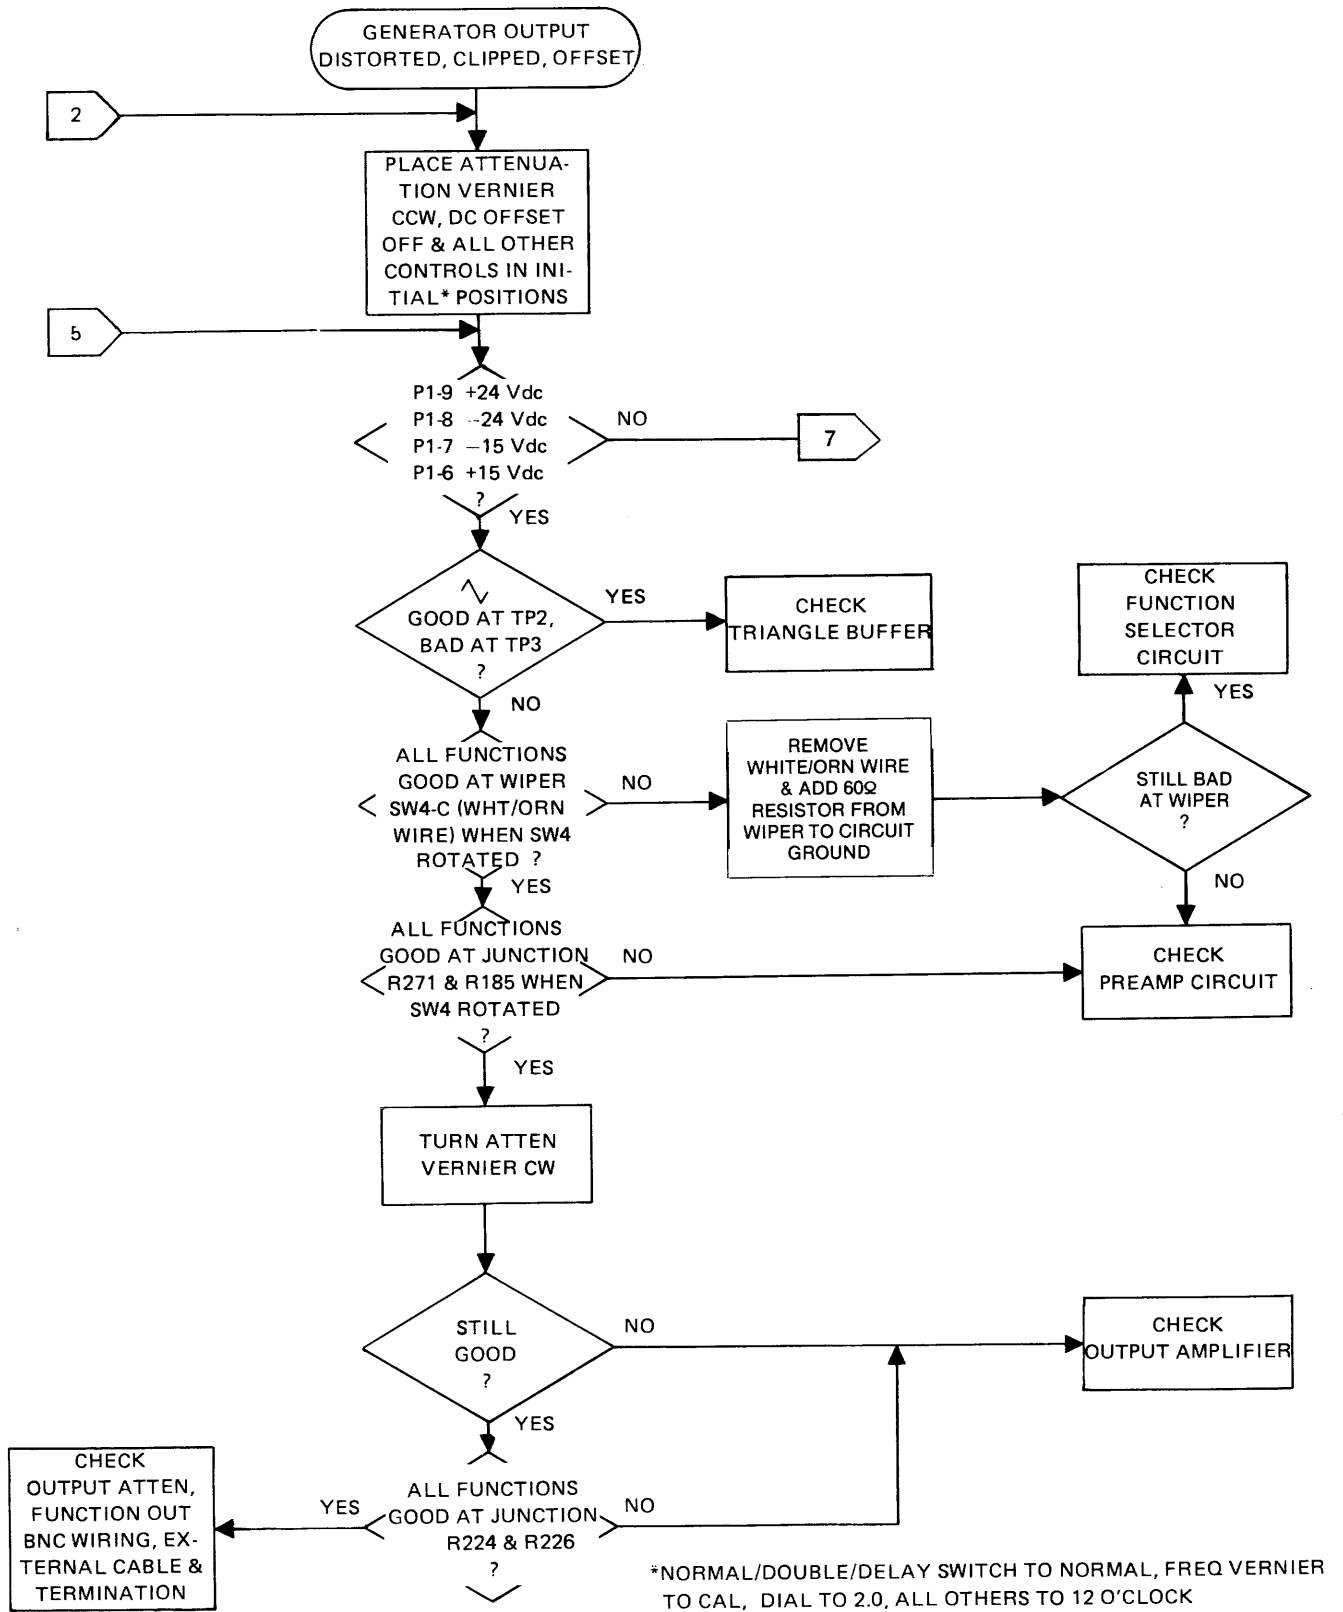 GENERATOR OUTPUT
DISTORTED, CLIPPED, OFFSET
2
PLACE ATTENUA-
TION VERNIER
CCW, DC OFFSET
OFF & ALL OTHER
CONTROLS IN INI-
TIAL* POSITIONS
5
P1-9 +24 Vdc
P1-8 -24 Vdc
P1-7 -15 Vdc
P1-6 +15 Vdc
?
NO
7
YES
GOOD AT TP2,
BAD AT TP3
?
YES
CHECK
TRIANGLE BUFFER
NO
ALL FUNCTIONS
GOOD AT WIPER
SW4-C (WHT/ORN
WIRE) WHEN SW4
ROTATED ?
NO
REMOVE
WHITE/ORN WIRE
& ADD 60Ω
RESISTOR FROM
WIPER TO CIRCUIT
GROUND
STILL BAD
AT WIPER
?
YES
CHECK
FUNCTION
SELECTOR
CIRCUIT
NO
YES
ALL FUNCTIONS
GOOD AT JUNCTION
R271 & R185 WHEN
SW4 ROTATED
?
NO
CHECK
PREAMP CIRCUIT
YES
TURN ATTEN
VERNIER CW
STILL
GOOD
?
NO
CHECK
OUTPUT AMPLIFIER
YES
ALL FUNCTIONS
GOOD AT JUNCTION
R224 & R226
?
NO
YES
CHECK
OUTPUT ATTEN,
FUNCTION OUT
BNC WIRING, EX-
TERNAL CABLE &
TERMINATION
*NORMAL/DOUBLE/DELAY SWITCH TO NORMAL, FREQ VERNIER
TO CAL, DIAL TO 2.0, ALL OTHERS TO 12 O'CLOCK